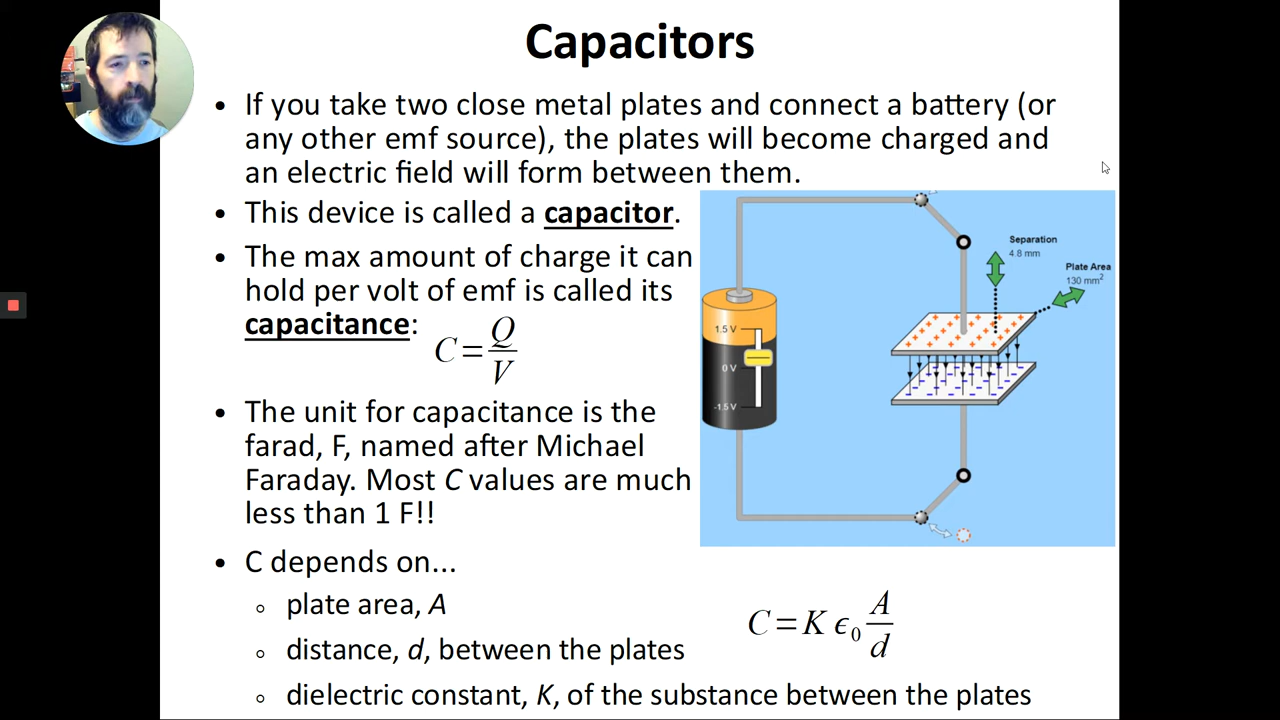 Capacitors
• If you take two close metal plates and connect a battery (or
any other emf source), the plates will become charged and
an electric field will form between them.
• This device is called a capacitor.
• The max amount of charge it can
hold per volt of emf is called its
capacitance: C = Q/V
• The unit for capacitance is the
farad, F, named after Michael
Faraday. Most C values are much
less than 1 F!!
• C depends on...
◦ plate area, A
◦ distance, d, between the plates
◦ dielectric constant, K, of the substance between the plates
C = K ϵ₀ A/d
Separation
4.8 mm
Plate Area
130 mm²
1.5 V
0 V
-1.5 V